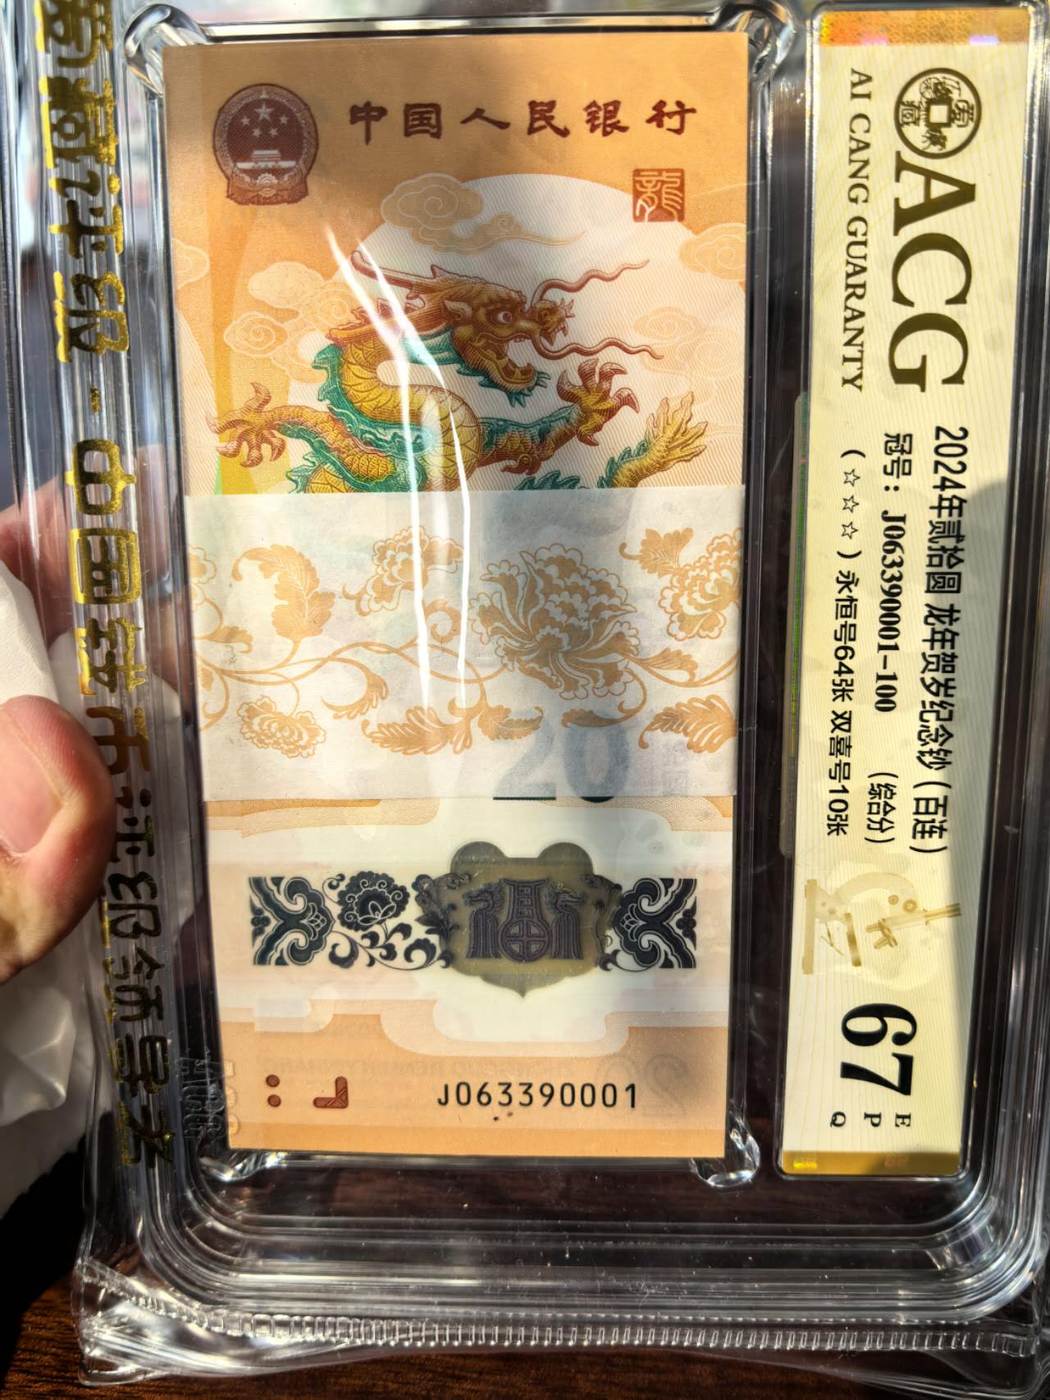 中国人民银行
龍
20
J063390001
ACG
AI CANG GUARANTY
2024年贰拾圆 龙年贺岁纪念钞（百连）
冠号：J063390001-100 （综合分）
（☆☆☆）永恒号64张 双喜号10张
67
E
P
Q